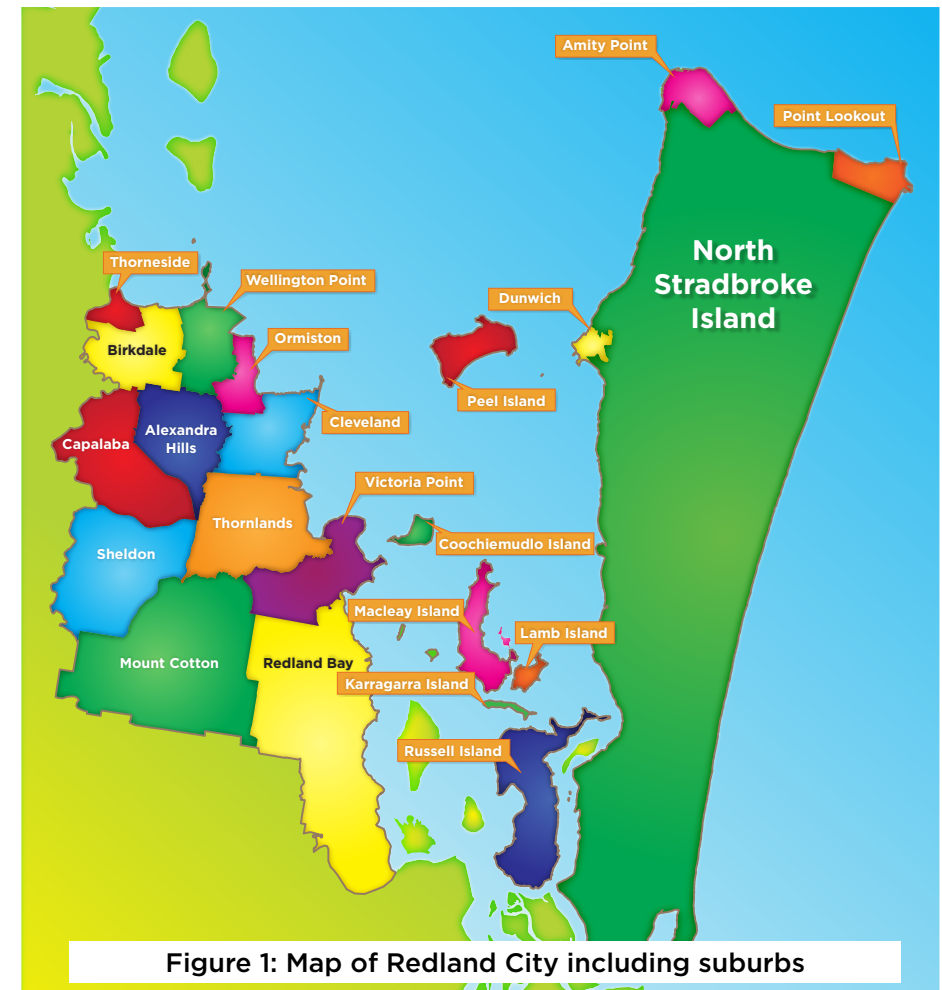 Amity Point
Point Lookout
North
Stradbroke
Island
Thorneside
Wellington Point
Dunwich
Ormiston
Birkdale
Peel Island
Cleveland
Alexandra
Hills
Capalaba
Victoria Point
Thornlands
Coochiemudlo Island
Sheldon
Macleay Island
Lamb Island
Mount Cotton
Redland Bay
Karragarra Island
Russell Island
Figure 1: Map of Redland City including suburbs